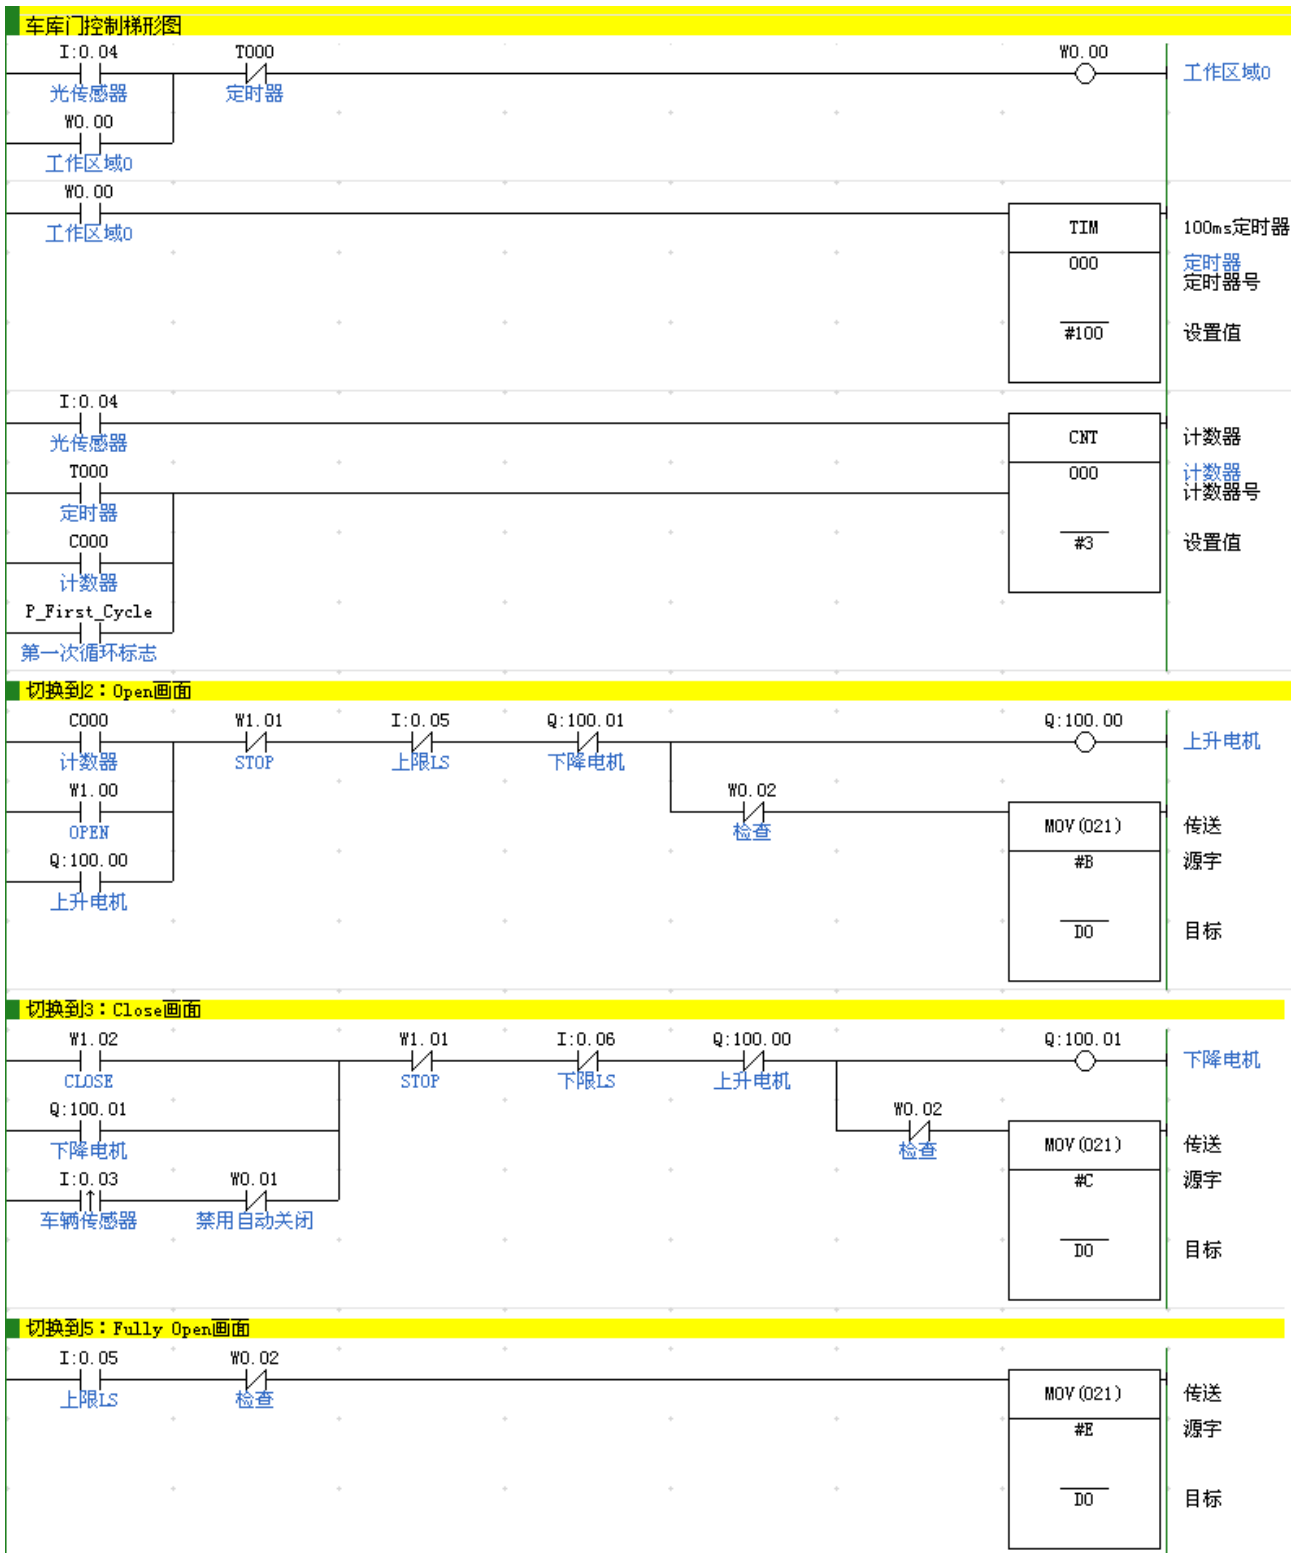 车库门控制梯形图
I:0.04 T000 W0.00
光传感器 定时器 工作区域0
W0.00
工作区域0
W0.00
工作区域0
TIM 100ms定时器
000 定时器
定时器号
#100 设置值
I:0.04
光传感器
CNT 计数器
T000 000 计数器
定时器 计数器号
C000 #3 设置值
计数器
P_First_Cycle
第一次循环标志
切换到2：Open画面
C000 W1.01 I:0.05 Q:100.01 Q:100.00
计数器 STOP 上限LS 下降电机 上升电机
W1.00 W0.02
OPEN 检查 MOV(021) 传送
Q:100.00 #B 源字
上升电机
D0 目标
切换到3：Close画面
W1.02 W1.01 I:0.06 Q:100.00 Q:100.01
CLOSE STOP 下限LS 上升电机 下降电机
Q:100.01 W0.02
下降电机 检查 MOV(021) 传送
I:0.03 W0.01 #C 源字
车辆传感器 禁用自动关闭
D0 目标
切换到5：Fully Open画面
I:0.05 W0.02
上限LS 检查 MOV(021) 传送
#E 源字
D0 目标